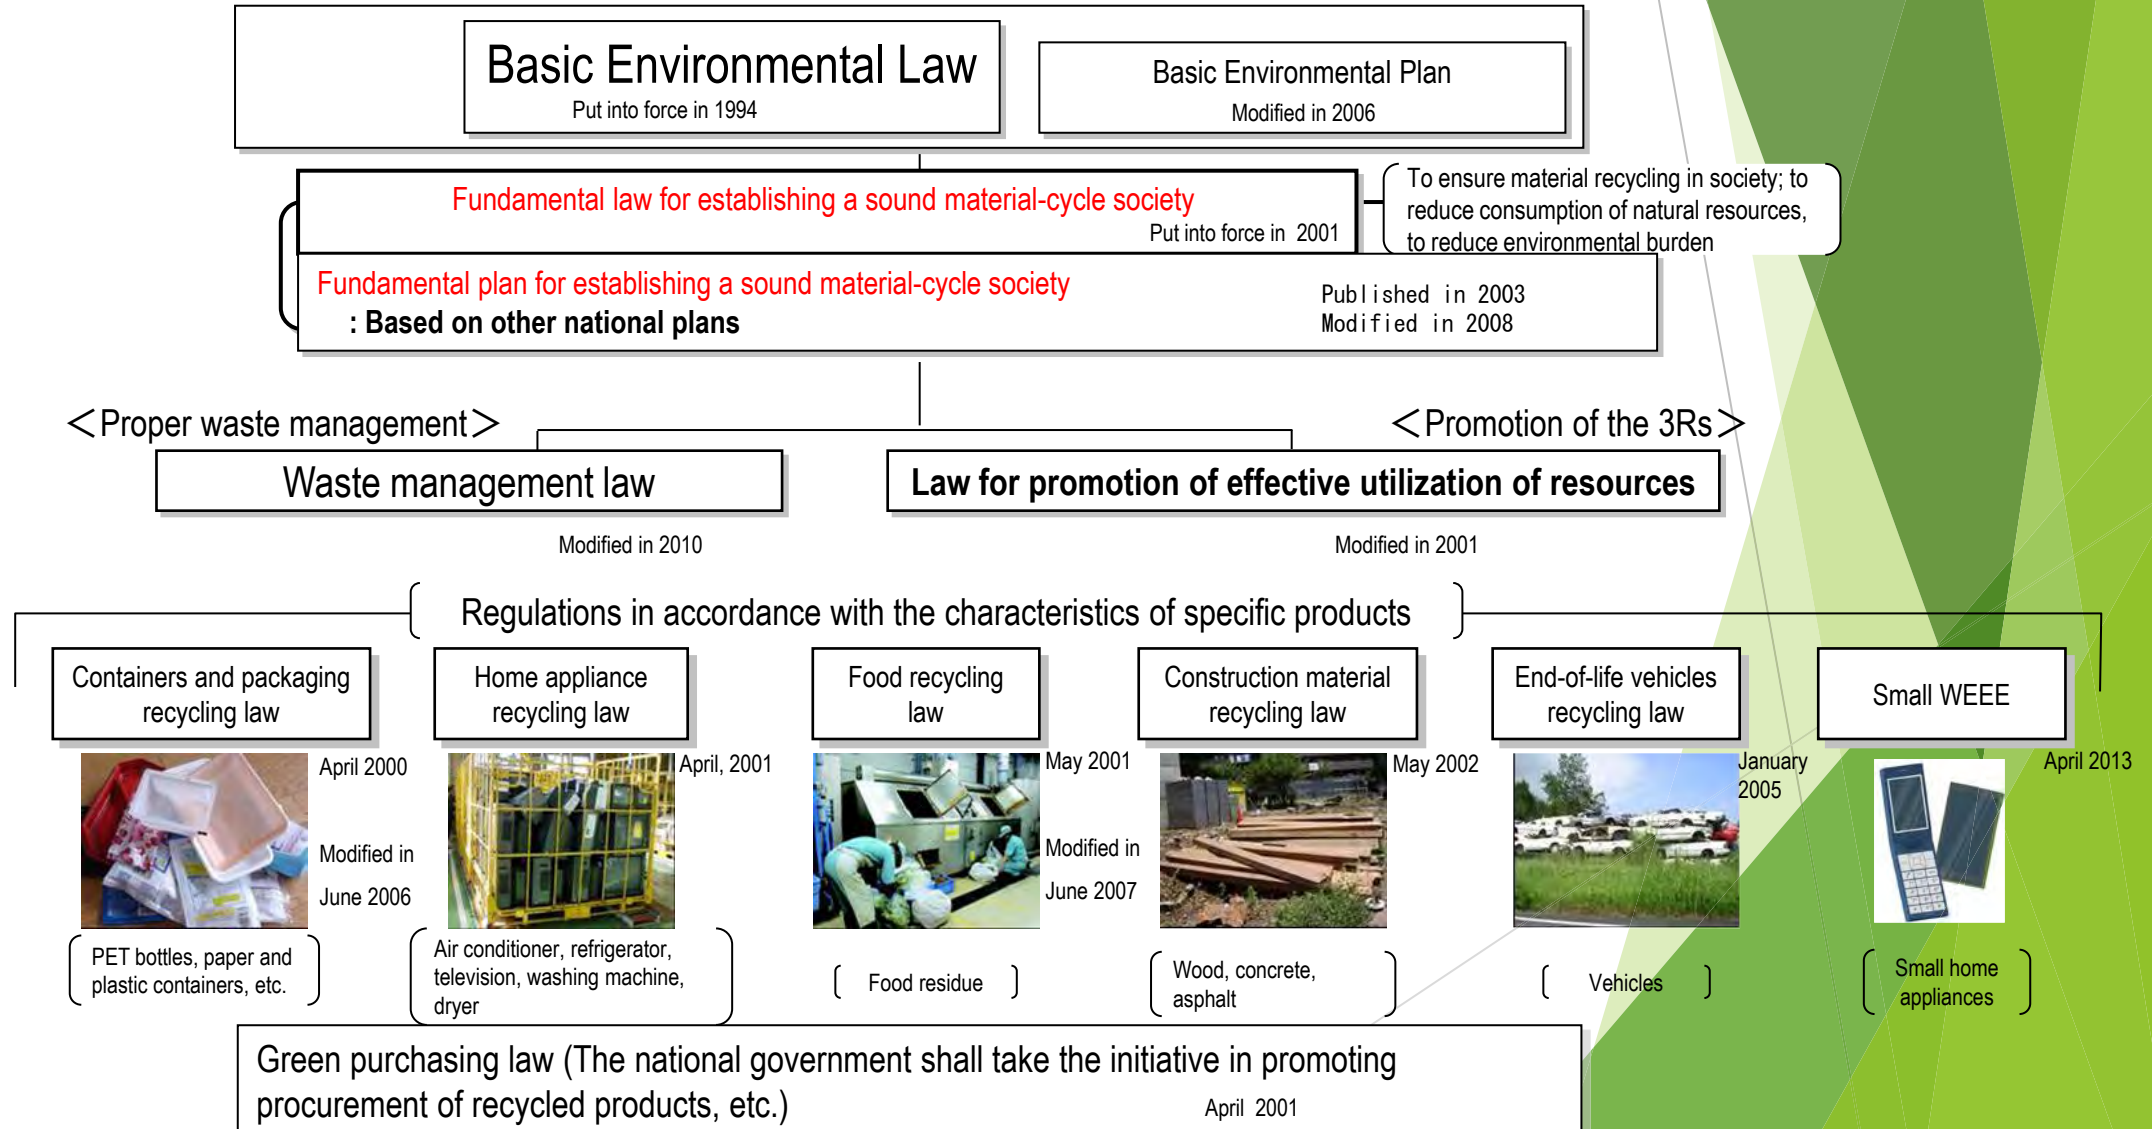 Basic Environmental Law
Put into force in 1994
Basic Environmental Plan
Modified in 2006
Fundamental law for establishing a sound material-cycle society
Put into force in 2001
To ensure material recycling in society; to
reduce consumption of natural resources,
to reduce environmental burden
Fundamental plan for establishing a sound material-cycle society
: Based on other national plans
Published in 2003
Modified in 2008
＜Proper waste management＞
＜Promotion of the 3Rs＞
Waste management law
Law for promotion of effective utilization of resources
Modified in 2010
Modified in 2001
Regulations in accordance with the characteristics of specific products
Containers and packaging
recycling law
April 2000
Modified in
June 2006
PET bottles, paper and
plastic containers, etc.
Home appliance
recycling law
April, 2001
Air conditioner, refrigerator,
television, washing machine,
dryer
Food recycling
law
May 2001
Modified in
June 2007
Food residue
Construction material
recycling law
May 2002
Wood, concrete,
asphalt
End-of-life vehicles
recycling law
January
2005
Vehicles
Small WEEE
April 2013
Small home
appliances
Green purchasing law (The national government shall take the initiative in promoting
procurement of recycled products, etc.)
April 2001